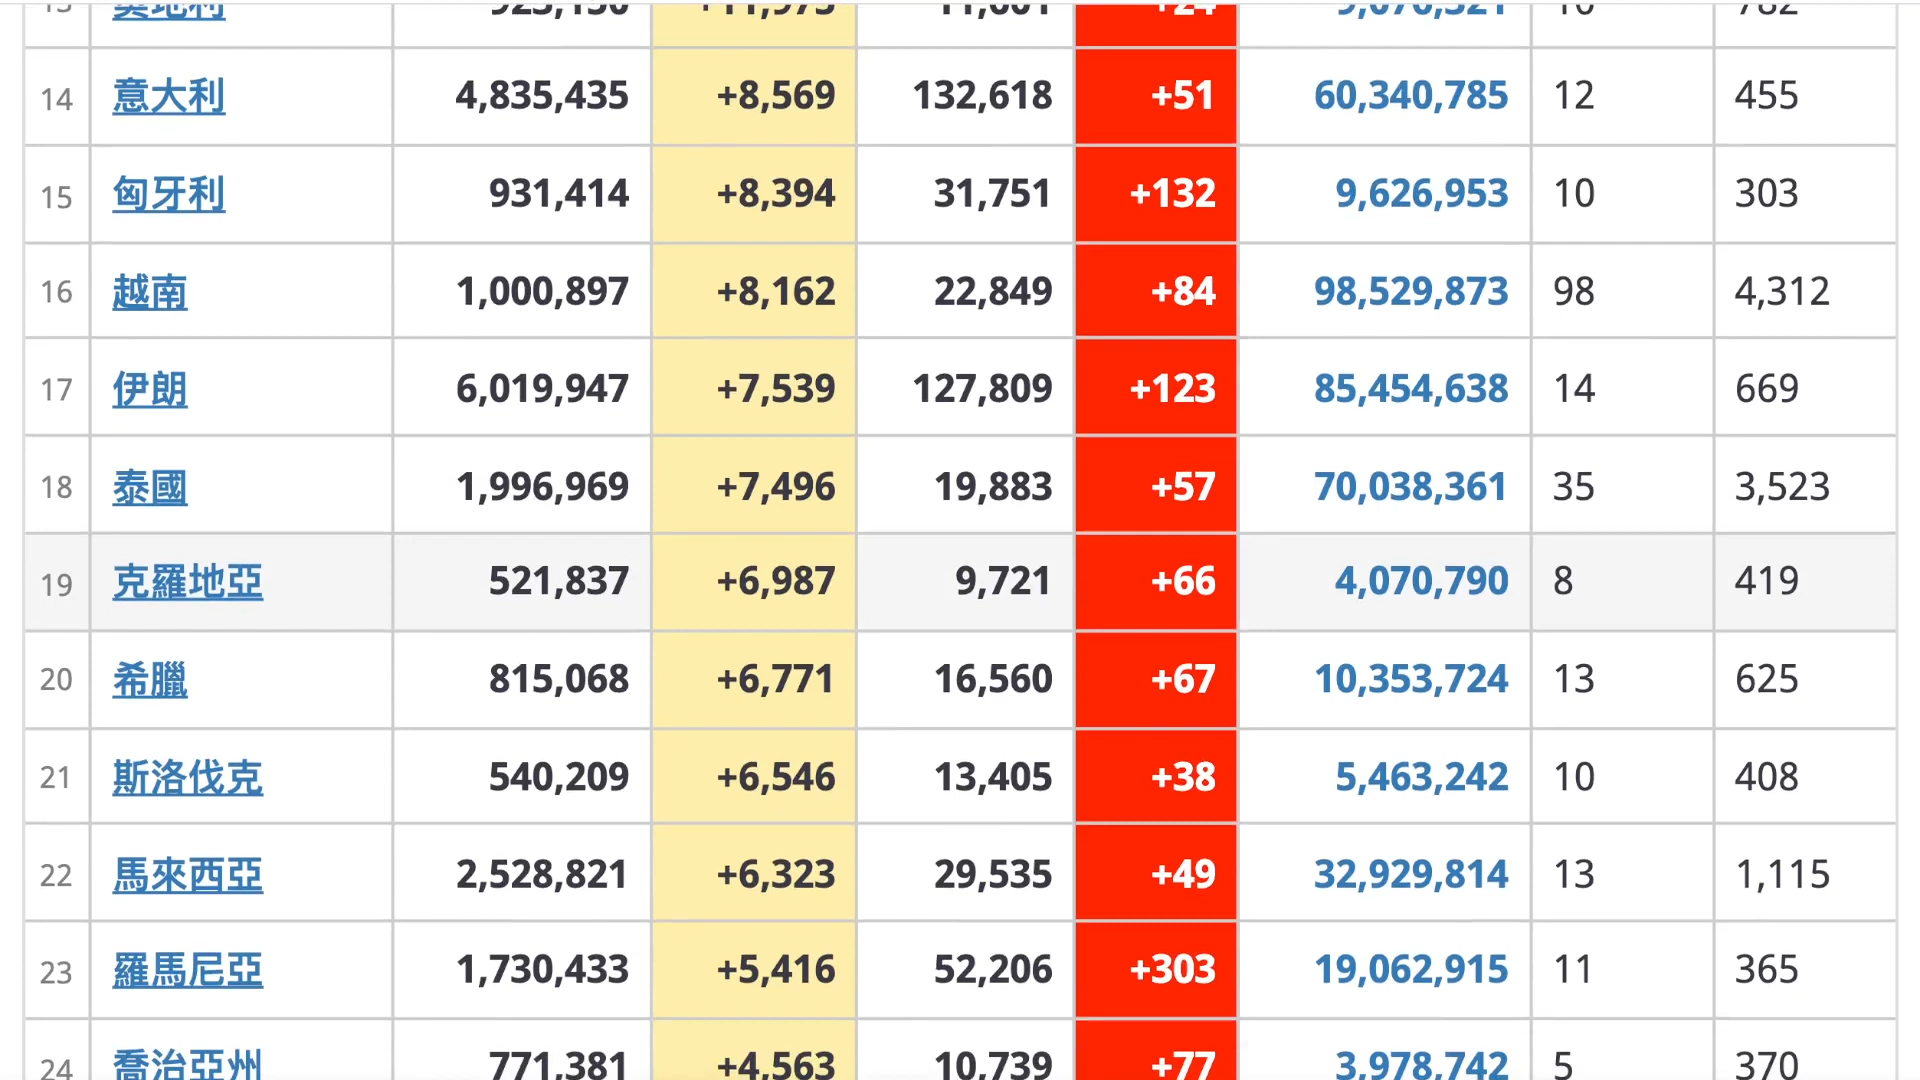 14 意大利 4,835,435 +8,569 132,618 +51 60,340,785 12 455
15 匈牙利 931,414 +8,394 31,751 +132 9,626,953 10 303
16 越南 1,000,897 +8,162 22,849 +84 98,529,873 98 4,312
17 伊朗 6,019,947 +7,539 127,809 +123 85,454,638 14 669
18 泰國 1,996,969 +7,496 19,883 +57 70,038,361 35 3,523
19 克羅地亞 521,837 +6,987 9,721 +66 4,070,790 8 419
20 希臘 815,068 +6,771 16,560 +67 10,353,724 13 625
21 斯洛伐克 540,209 +6,546 13,405 +38 5,463,242 10 408
22 馬來西亞 2,528,821 +6,323 29,535 +49 32,929,814 13 1,115
23 羅馬尼亞 1,730,433 +5,416 52,206 +303 19,062,915 11 365
24 喬治亞州 771,381 +4,563 10,739 +77 3,978,742 5 370